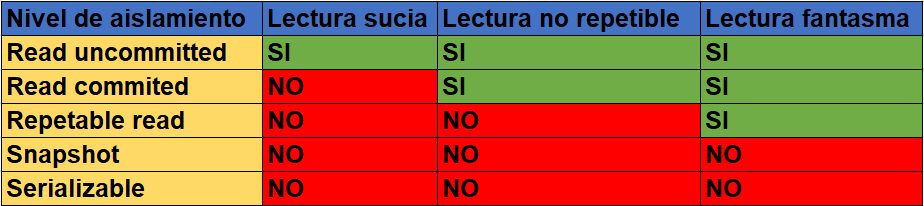 Nivel de aislamiento Lectura sucia Lectura no repetible Lectura fantasma
Read uncommitted SI SI SI
Read commited NO SI SI
Repetable read NO NO SI
Snapshot NO NO NO
Serializable NO NO NO